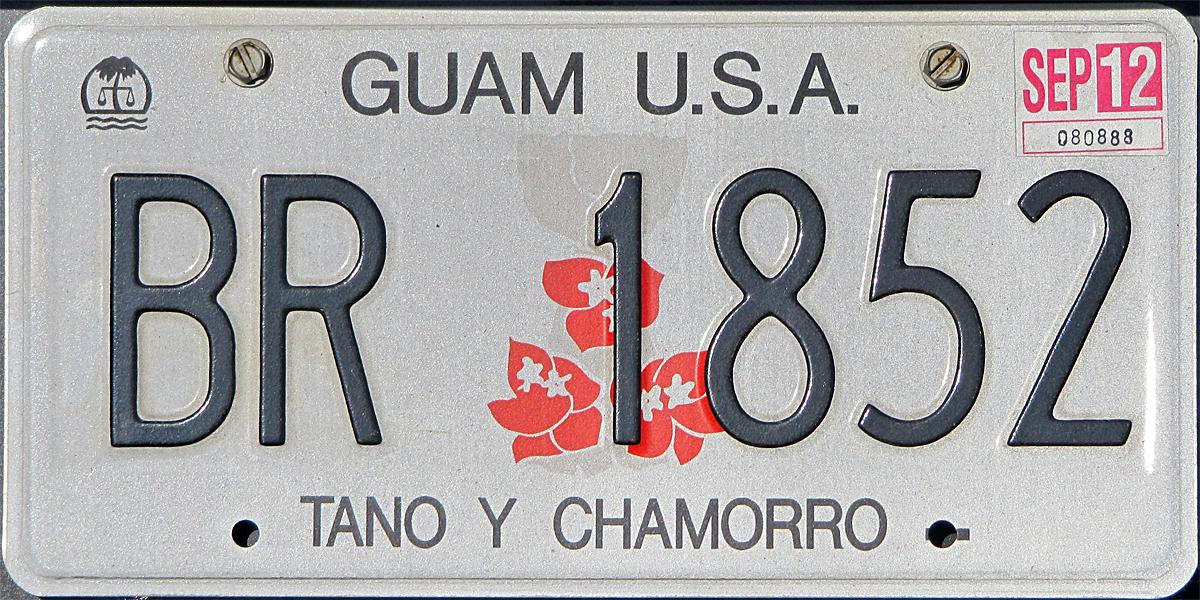 GUAM U.S.A.
SEP 12
080888
BR 1852
TANO Y CHAMORRO